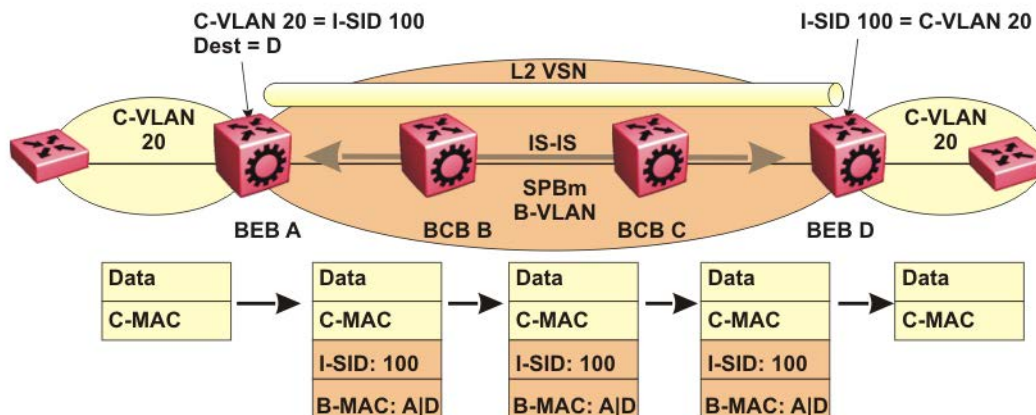 C-VLAN 20 = I-SID 100
Dest = D
I-SID 100 = C-VLAN 20
L2 VSN
C-VLAN
20
IS-IS
C-VLAN
20
SPBm
B-VLAN
BEB A
BCB B
BCB C
BEB D
Data
C-MAC
Data
C-MAC
I-SID: 100
B-MAC: A|D
Data
C-MAC
I-SID: 100
B-MAC: A|D
Data
C-MAC
I-SID: 100
B-MAC: A|D
Data
C-MAC